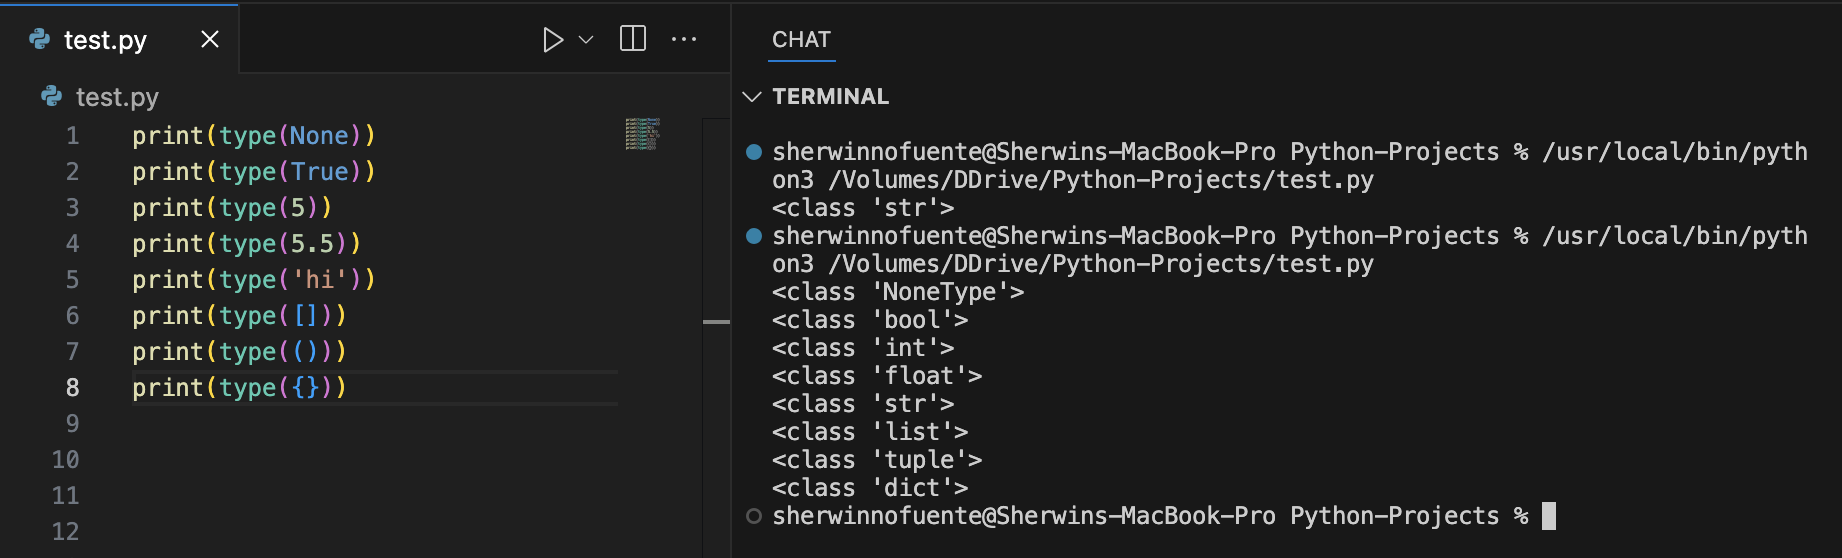 test.py
test.py
1 print(type(None))
2 print(type(True))
3 print(type(5))
4 print(type(5.5))
5 print(type('hi'))
6 print(type([]))
7 print(type(()))
8 print(type({}))
9
10
11
12
CHAT
TERMINAL
sherwinnofuente@Sherwins-MacBook-Pro Python-Projects % /usr/local/bin/pyth
on3 /Volumes/DDrive/Python-Projects/test.py
<class 'str'>
sherwinnofuente@Sherwins-MacBook-Pro Python-Projects % /usr/local/bin/pyth
on3 /Volumes/DDrive/Python-Projects/test.py
<class 'NoneType'>
<class 'bool'>
<class 'int'>
<class 'float'>
<class 'str'>
<class 'list'>
<class 'tuple'>
<class 'dict'>
sherwinnofuente@Sherwins-MacBook-Pro Python-Projects %